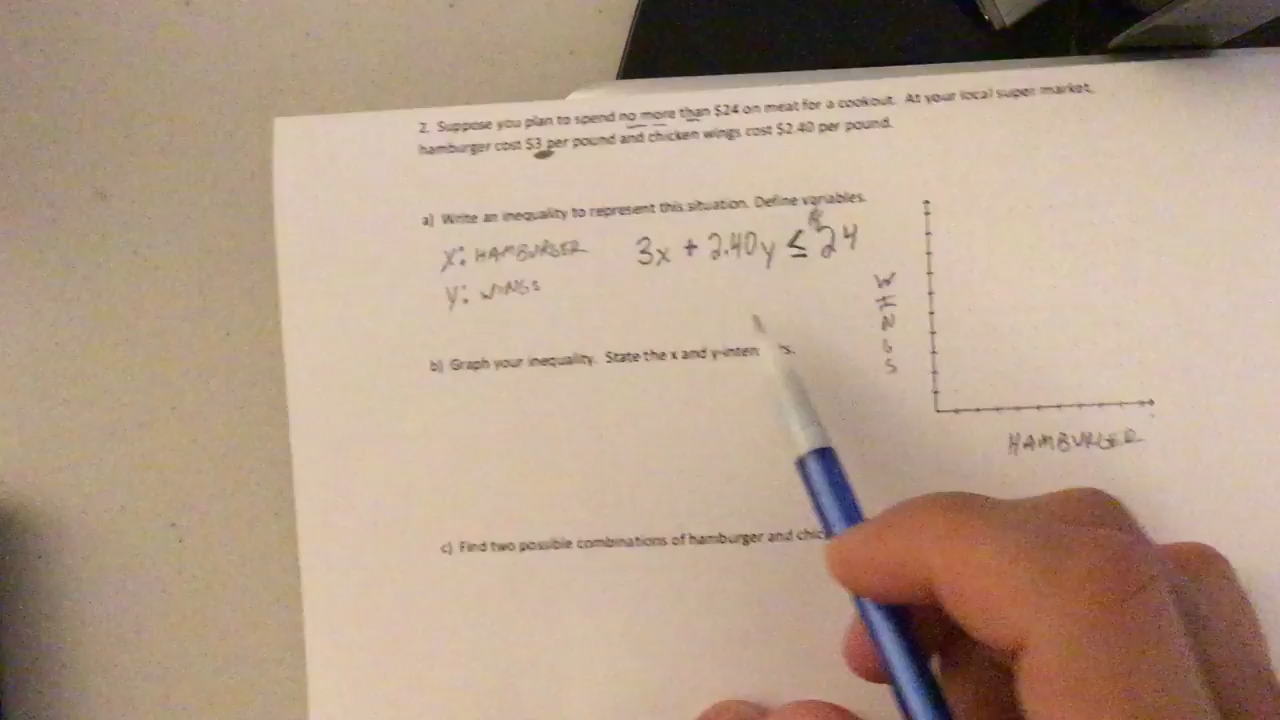 2. Suppose you plan to spend no more than $24 on meat for a cookout. At your local super market,
hamburger cost $3 per pound and chicken wings cost $2.40 per pound.
a) Write an inequality to represent this situation. Define variables.
X: HAMBURGER
3x + 2.40y ≤ 24
y: WINGS
WINGS
b) Graph your inequality. State the x and y-inten s.
HAMBURGER
c) Find two possible combinations of hamburger and chic